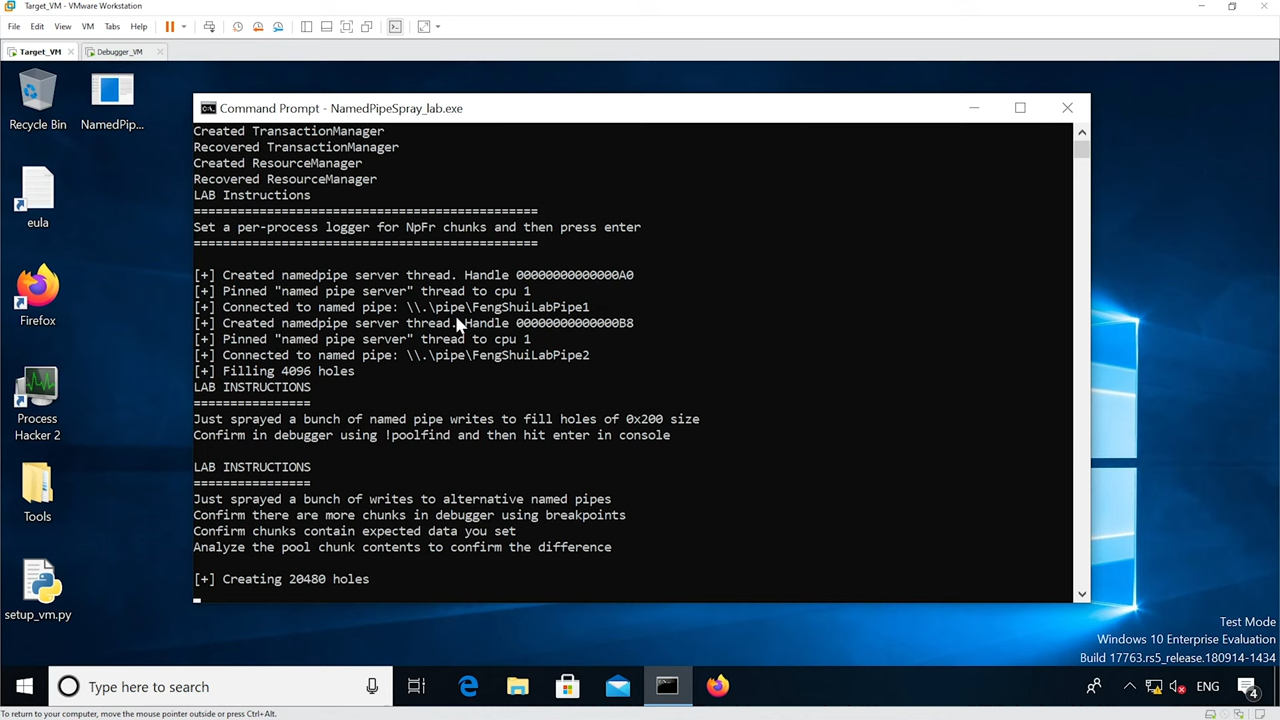 Target_VM - VMware Workstation
File Edit View VM Tabs Help
Target_VM Debugger_VM
Recycle Bin
NamedPip...
eula
Firefox
Process
Hacker 2
Tools
setup_vm.py
Command Prompt - NamedPipeSpray_lab.exe
Created TransactionManager
Recovered TransactionManager
Created ResourceManager
Recovered ResourceManager
LAB Instructions
===============================================
Set a per-process logger for NpFr chunks and then press enter
===============================================
[+] Created namedpipe server thread. Handle 00000000000000A0
[+] Pinned "named pipe server" thread to cpu 1
[+] Connected to named pipe: \\.\pipe\FengShuiLabPipe1
[+] Created namedpipe server thread. Handle 00000000000000B8
[+] Pinned "named pipe server" thread to cpu 1
[+] Connected to named pipe: \\.\pipe\FengShuiLabPipe2
[+] Filling 4096 holes
LAB INSTRUCTIONS
================
Just sprayed a bunch of named pipe writes to fill holes of 0x200 size
Confirm in debugger using !poolfind and then hit enter in console
LAB INSTRUCTIONS
================
Just sprayed a bunch of writes to alternative named pipes
Confirm there are more chunks in debugger using breakpoints
Confirm chunks contain expected data you set
Analyze the pool chunk contents to confirm the difference
[+] Creating 20480 holes
Test Mode
Windows 10 Enterprise Evaluation
Build 17763.rs5_release.180914-1434
Type here to search
ENG
4
To return to your computer, move the mouse pointer outside or press Ctrl+Alt.